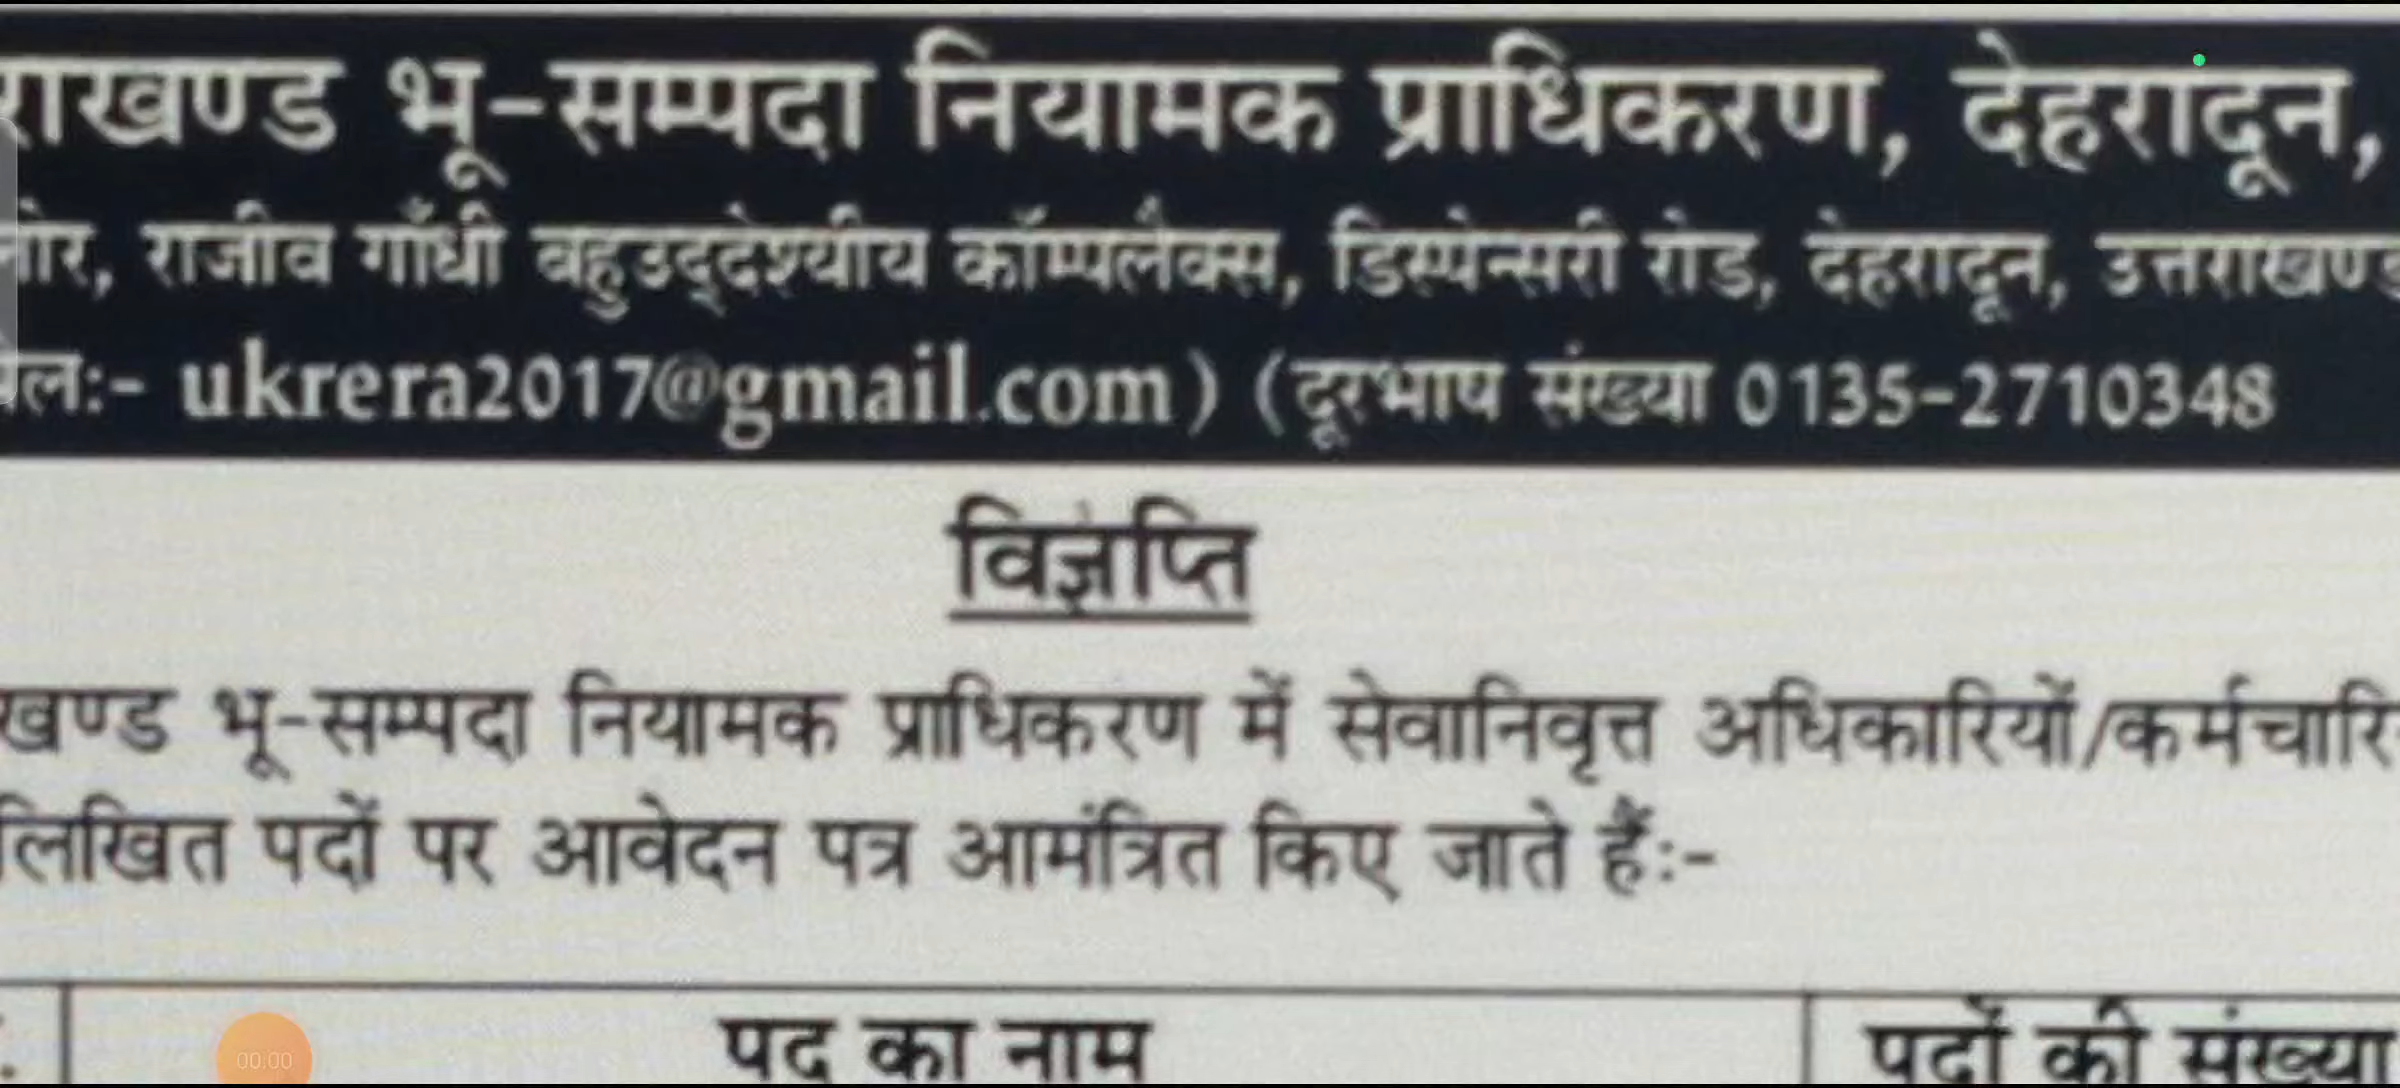 राखण्ड भू-सम्पदा नियामक प्राधिकरण, देहरादून,
राजीव गाँधी बहुउद्देश्यीय कॉम्पलैक्स, डिस्पेन्सरी रोड, देहरादून, उत्तराखण्ड
ukrera2017@gmail.com) (दूरभाष संख्या 0135-2710348
विज्ञप्ति
खण्ड भू-सम्पदा नियामक प्राधिकरण में सेवानिवृत्त अधिकारियों/कर्मचारि
लिखित पदों पर आवेदन पत्र आमंत्रित किए जाते हैं:-
पद का नाम पदों की संख्या
00:00